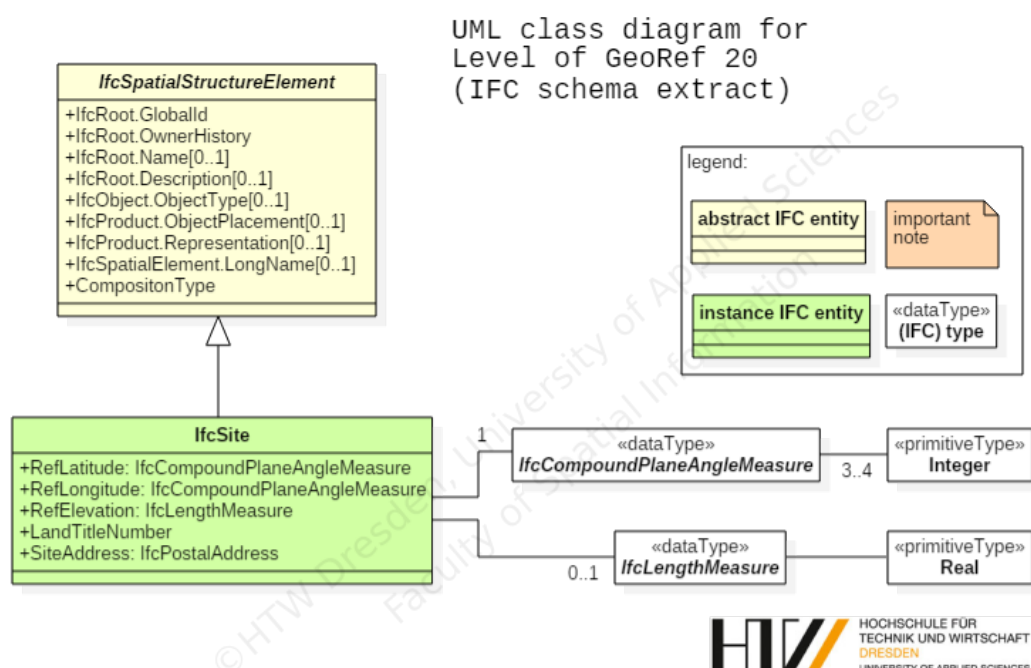 UML class diagram for
Level of GeoRef 20
(IFC schema extract)
IfcSpatialStructureElement
+IfcRoot.GlobalId
+IfcRoot.OwnerHistory
+IfcRoot.Name[0..1]
+IfcRoot.Description[0..1]
+IfcObject.ObjectType[0..1]
+IfcProduct.ObjectPlacement[0..1]
+IfcProduct.Representation[0..1]
+IfcSpatialElement.LongName[0..1]
+CompositonType
legend:
abstract IFC entity
important
note
instance IFC entity
«dataType»
(IFC) type
IfcSite
+RefLatitude: IfcCompoundPlaneAngleMeasure
+RefLongitude: IfcCompoundPlaneAngleMeasure
+RefElevation: IfcLengthMeasure
+LandTitleNumber
+SiteAddress: IfcPostalAddress
1
«dataType»
IfcCompoundPlaneAngleMeasure
3..4
«primitiveType»
Integer
0..1
«dataType»
IfcLengthMeasure
«primitiveType»
Real
© HTW Dresden, University of Applied Sciences
Faculty of Spatial Information
HTW
HOCHSCHULE FÜR
TECHNIK UND WIRTSCHAFT
DRESDEN
UNIVERSITY OF APPLIED SCIENCES